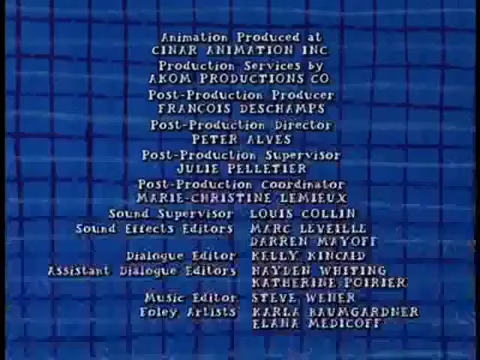 Animation Produced at
CINAR ANIMATION INC
Production Services by
AKOM PRODUCTIONS CO
Post-Production Producer
FRANCOIS DESCHAMPS
Post-Production Director
PETER ALVES
Post-Production Supervisor
JULIE PELLETIER
Post-Production Coordinator
MARIE-CHRISTINE LEMIEUX
Sound Supervisor LOUIS COLLIN
Sound Effects Editors MARC LEVEILLE
DARREN MAYOFF
Dialogue Editor KELLY KINCAID
Assistant Dialogue Editors HAYDEN WHITING
KATHERINE POIRIER
Music Editor STEVE WENER
Foley Artists KARLA BAUMGARDNER
ELANA MEDICOFF